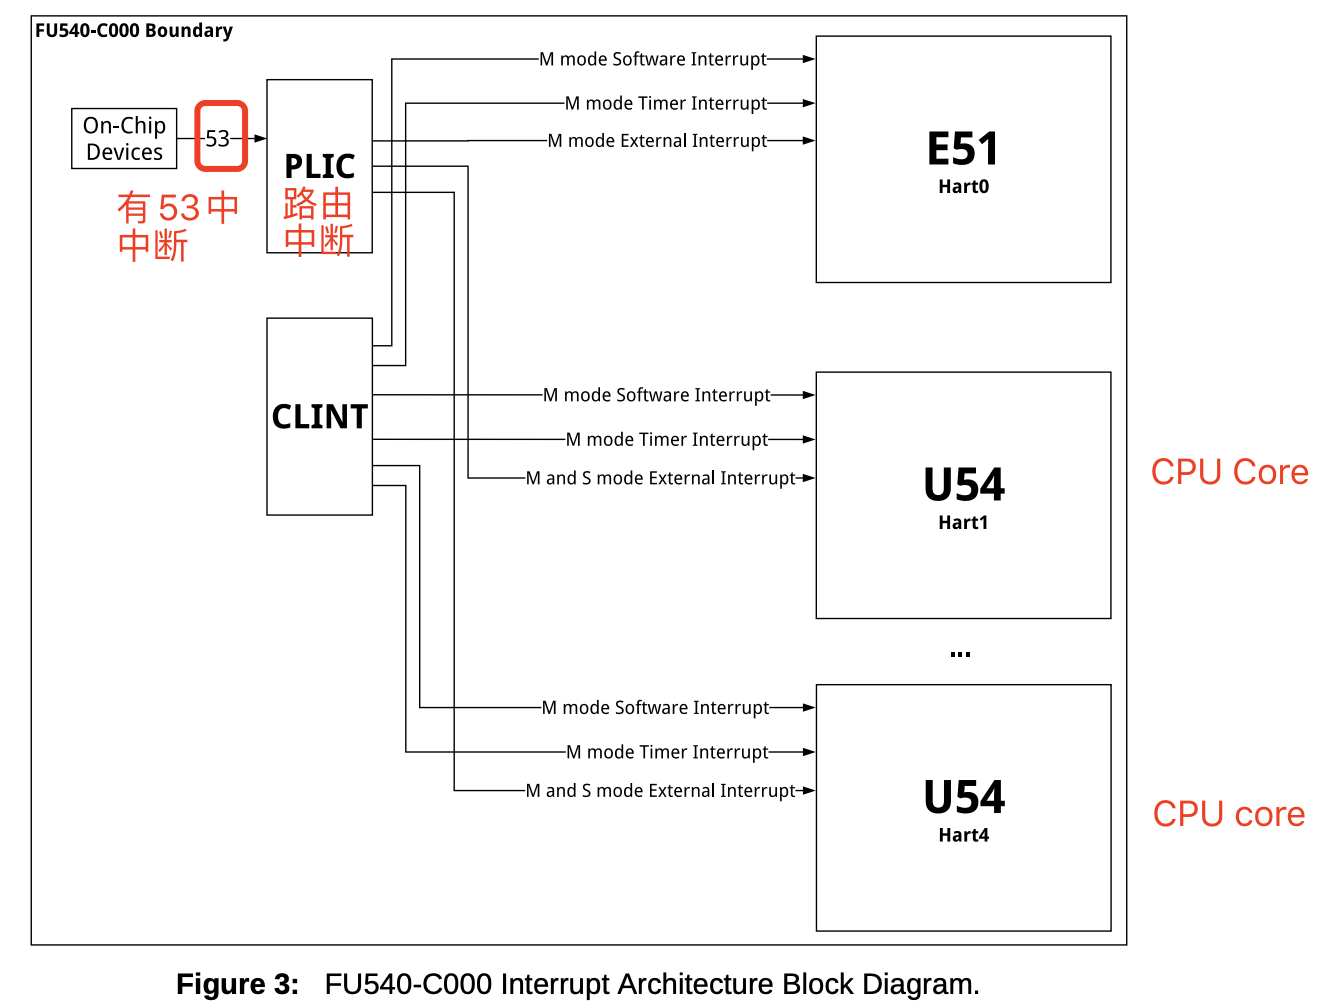 FU540-C000 Boundary
On-Chip
Devices
53
有 53 中
中断
PLIC
路由
中断
CLINT
M mode Software Interrupt
M mode Timer Interrupt
M mode External Interrupt
E51
Hart0
M mode Software Interrupt
M mode Timer Interrupt
M and S mode External Interrupt
U54
Hart1
CPU Core
...
M mode Software Interrupt
M mode Timer Interrupt
M and S mode External Interrupt
U54
Hart4
CPU core
Figure 3: FU540-C000 Interrupt Architecture Block Diagram.